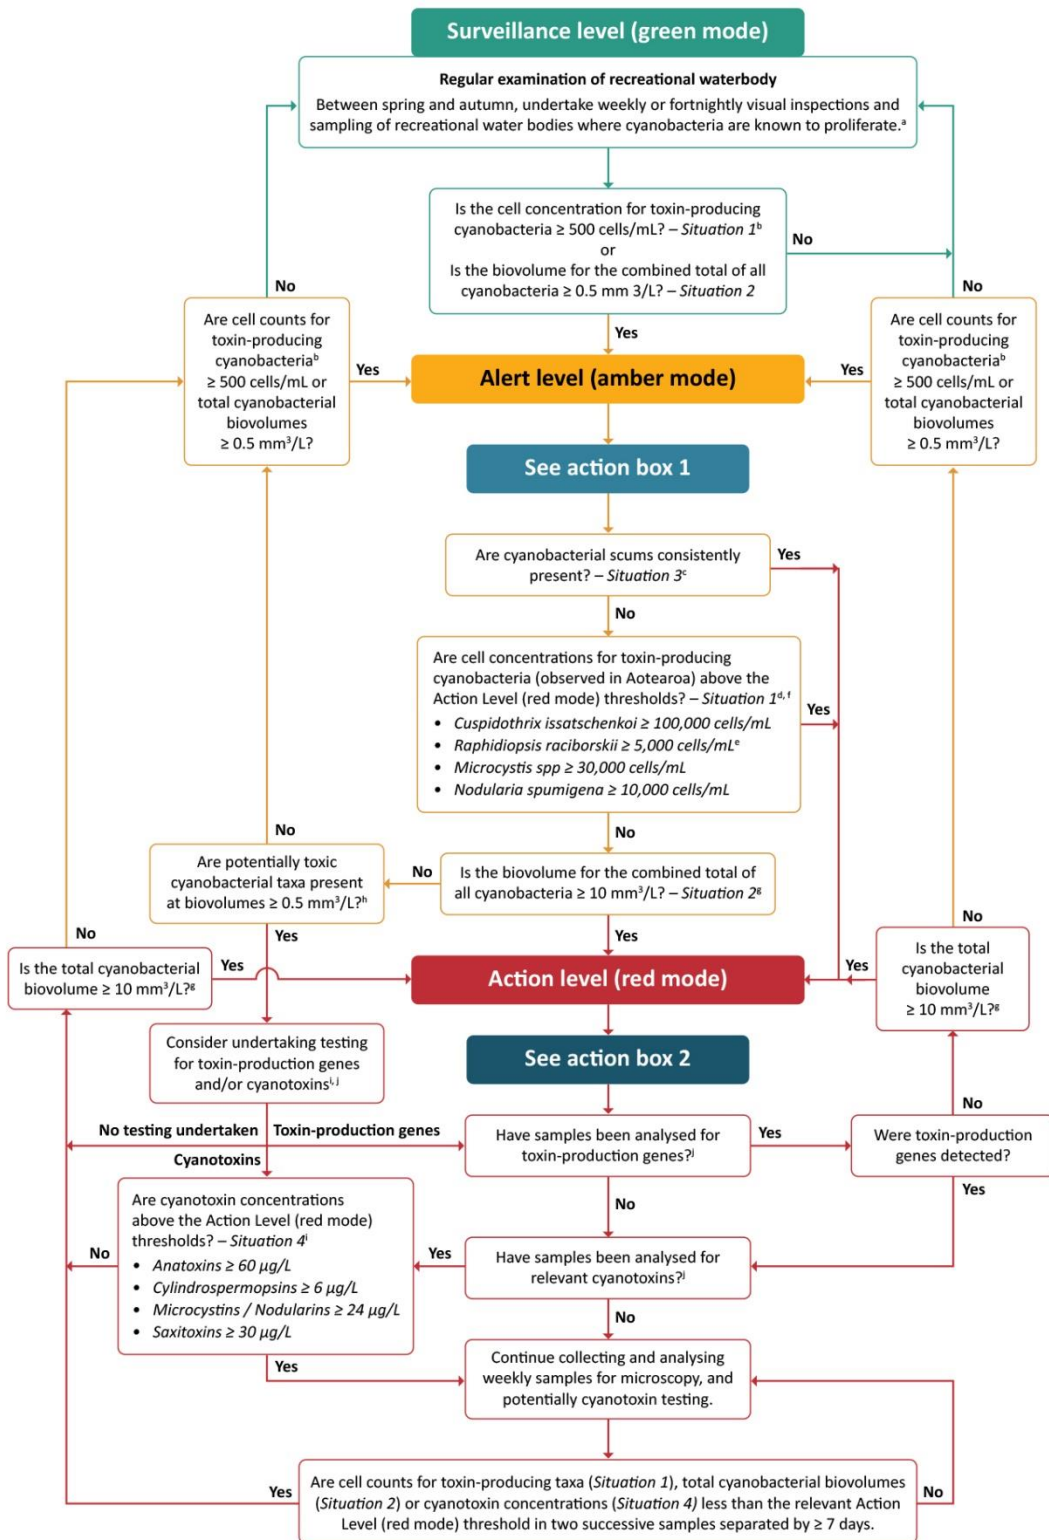 Surveillance level (green mode)
Regular examination of recreational waterbody
Between spring and autumn, undertake weekly or fortnightly visual inspections and
sampling of recreational water bodies where cyanobacteria are known to proliferate.ᵃ
Is the cell concentration for toxin-producing
cyanobacteria ≥ 500 cells/mL? – Situation 1ᵇ
or
Is the biovolume for the combined total of all
cyanobacteria ≥ 0.5 mm 3/L? – Situation 2
No
No
No
Yes
Are cell counts for
toxin-producing
cyanobacteriaᵇ
≥ 500 cells/mL or
total cyanobacterial
biovolumes
≥ 0.5 mm³/L?
Yes
Alert level (amber mode)
Yes
Are cell counts for
toxin-producing
cyanobacteriaᵇ
≥ 500 cells/mL or
total cyanobacterial
biovolumes
≥ 0.5 mm³/L?
See action box 1
Are cyanobacterial scums consistently
present? – Situation 3ᶜ
Yes
No
Are cell concentrations for toxin-producing
cyanobacteria (observed in Aotearoa) above the
Action Level (red mode) thresholds? – Situation 1ᵈ,ᶠ
• Cuspidothrix issatschenkoi ≥ 100,000 cells/mL
• Raphidiopsis raciborskii ≥ 5,000 cells/mLᵉ
• Microcystis spp ≥ 30,000 cells/mL
• Nodularia spumigena ≥ 10,000 cells/mL
Yes
No
No
Are potentially toxic
cyanobacterial taxa present
at biovolumes ≥ 0.5 mm³/L?ʰ
No
Is the biovolume for the combined total of
all cyanobacteria ≥ 10 mm³/L? – Situation 2ᵍ
No
No
Yes
Yes
Is the total cyanobacterial
biovolume ≥ 10 mm³/L?ᵍ
Yes
Action level (red mode)
Yes
Is the total
cyanobacterial
biovolume
≥ 10 mm³/L?ᵍ
Consider undertaking testing
for toxin-production genes
and/or cyanotoxinsⁱ,ʲ
See action box 2
No
No testing undertaken
Toxin-production genes
Cyanotoxins
Have samples been analysed for
toxin-production genes?ʲ
Yes
Were toxin-production
genes detected?
Yes
No
Are cyanotoxin concentrations
above the Action Level (red mode)
thresholds? – Situation 4ⁱ
• Anatoxins ≥ 60 µg/L
• Cylindrospermopsins ≥ 6 µg/L
• Microcystins / Nodularins ≥ 24 µg/L
• Saxitoxins ≥ 30 µg/L
No
Yes
Have samples been analysed for
relevant cyanotoxins?ʲ
No
Yes
Continue collecting and analysing
weekly samples for microscopy, and
potentially cyanotoxin testing.
Yes
Are cell counts for toxin-producing taxa (Situation 1), total cyanobacterial biovolumes
(Situation 2) or cyanotoxin concentrations (Situation 4) less than the relevant Action
Level (red mode) threshold in two successive samples separated by ≥ 7 days.
No